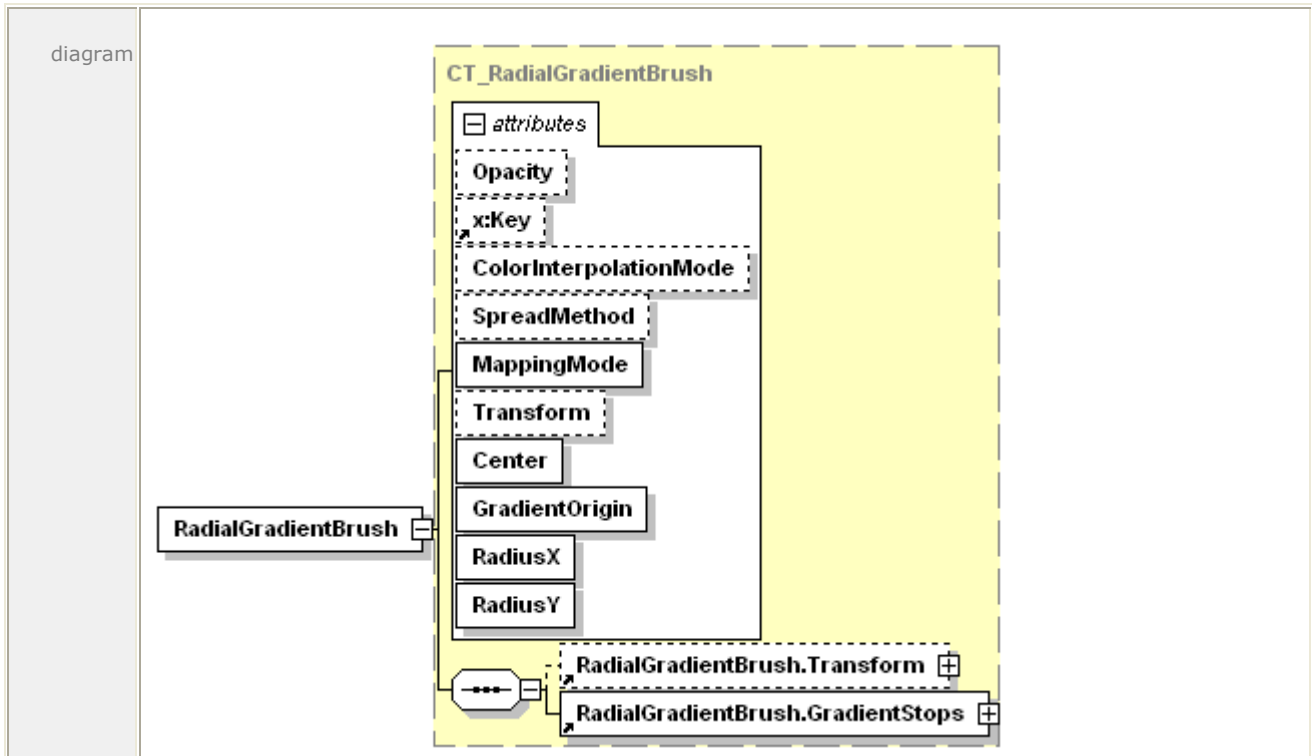 diagram
CT_RadialGradientBrush
attributes
Opacity
x:Key
ColorInterpolationMode
SpreadMethod
MappingMode
Transform
Center
GradientOrigin
RadialGradientBrush
RadiusX
RadiusY
RadialGradientBrush.Transform
RadialGradientBrush.GradientStops